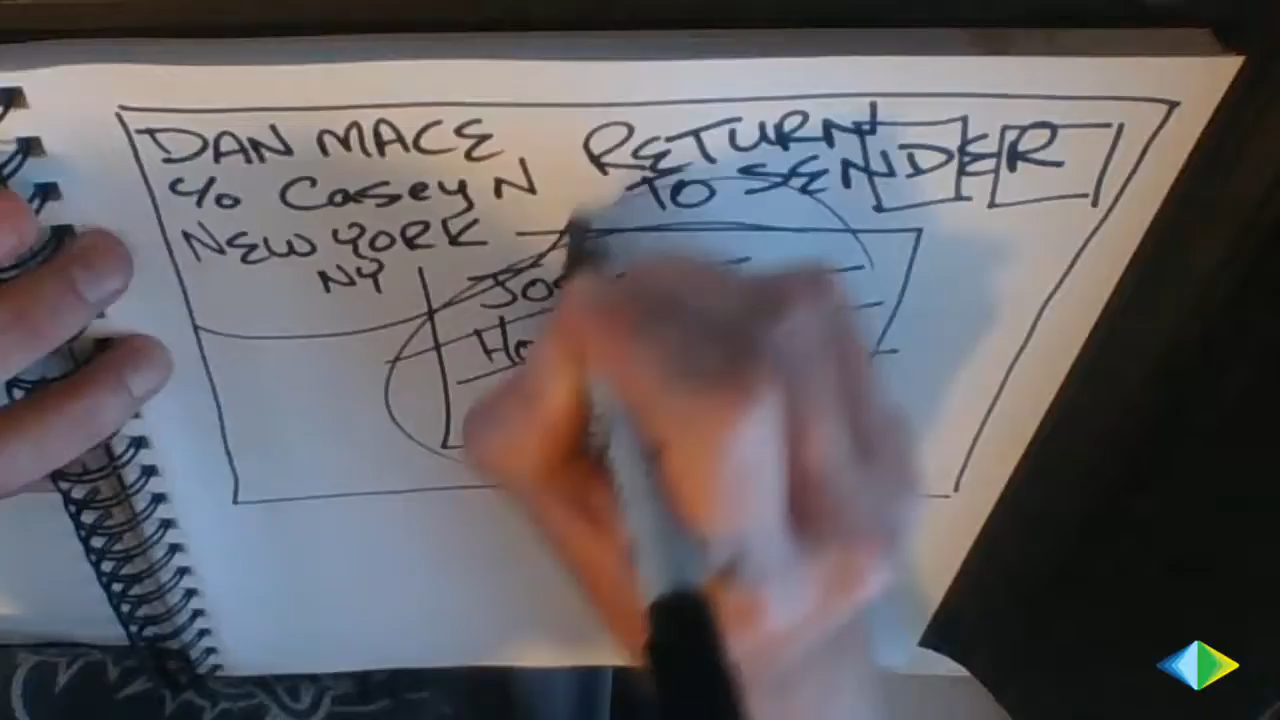 DAN MACE
c/o Casey N
NEW YORK
NY
RETURN
TO SENDER